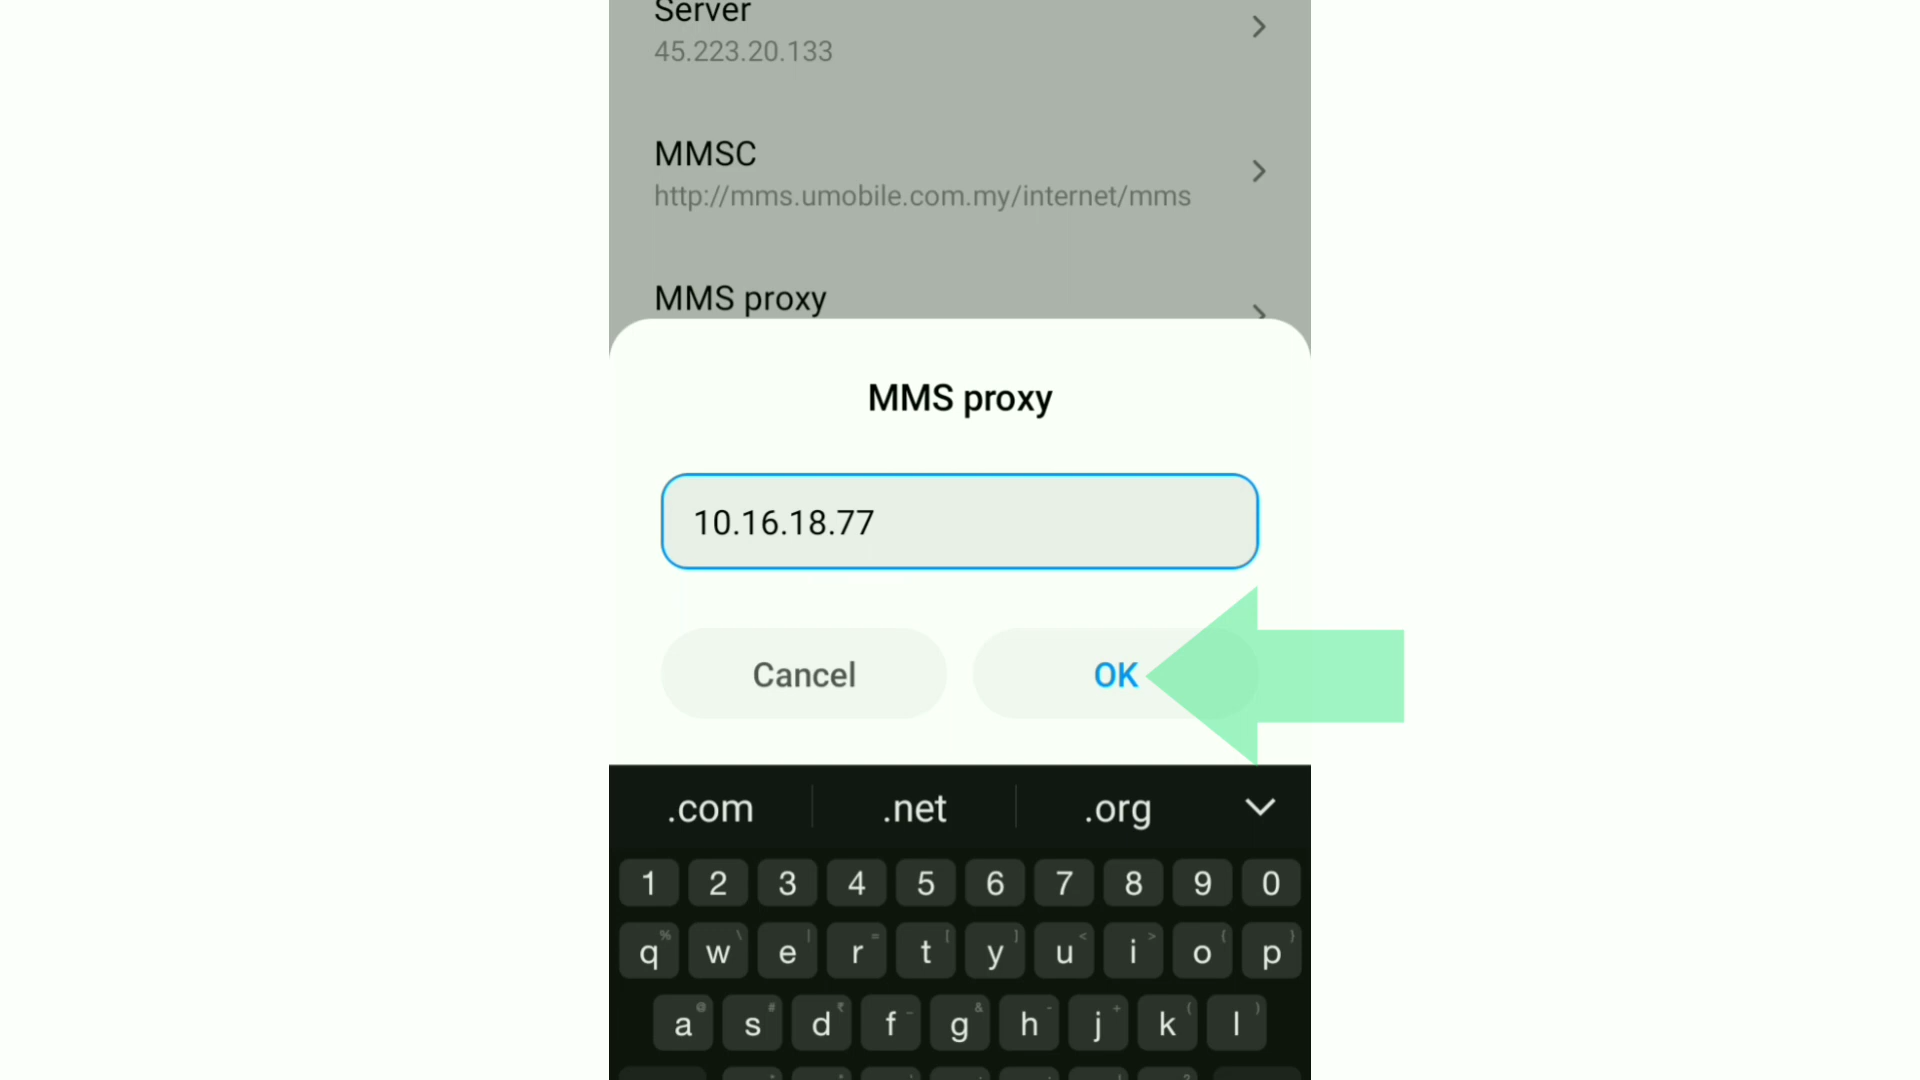 Server
45.223.20.133
MMSC
http://mms.umobile.com.my/internet/mms
MMS proxy
MMS proxy
10.16.18.77
Cancel OK
.com .net .org
1 2 3 4 5 6 7 8 9 0
% \ | = [ ] < > { }
q w e r t y u i o p
@ # ₹ _ & - + ( )
a s d f g h j k l